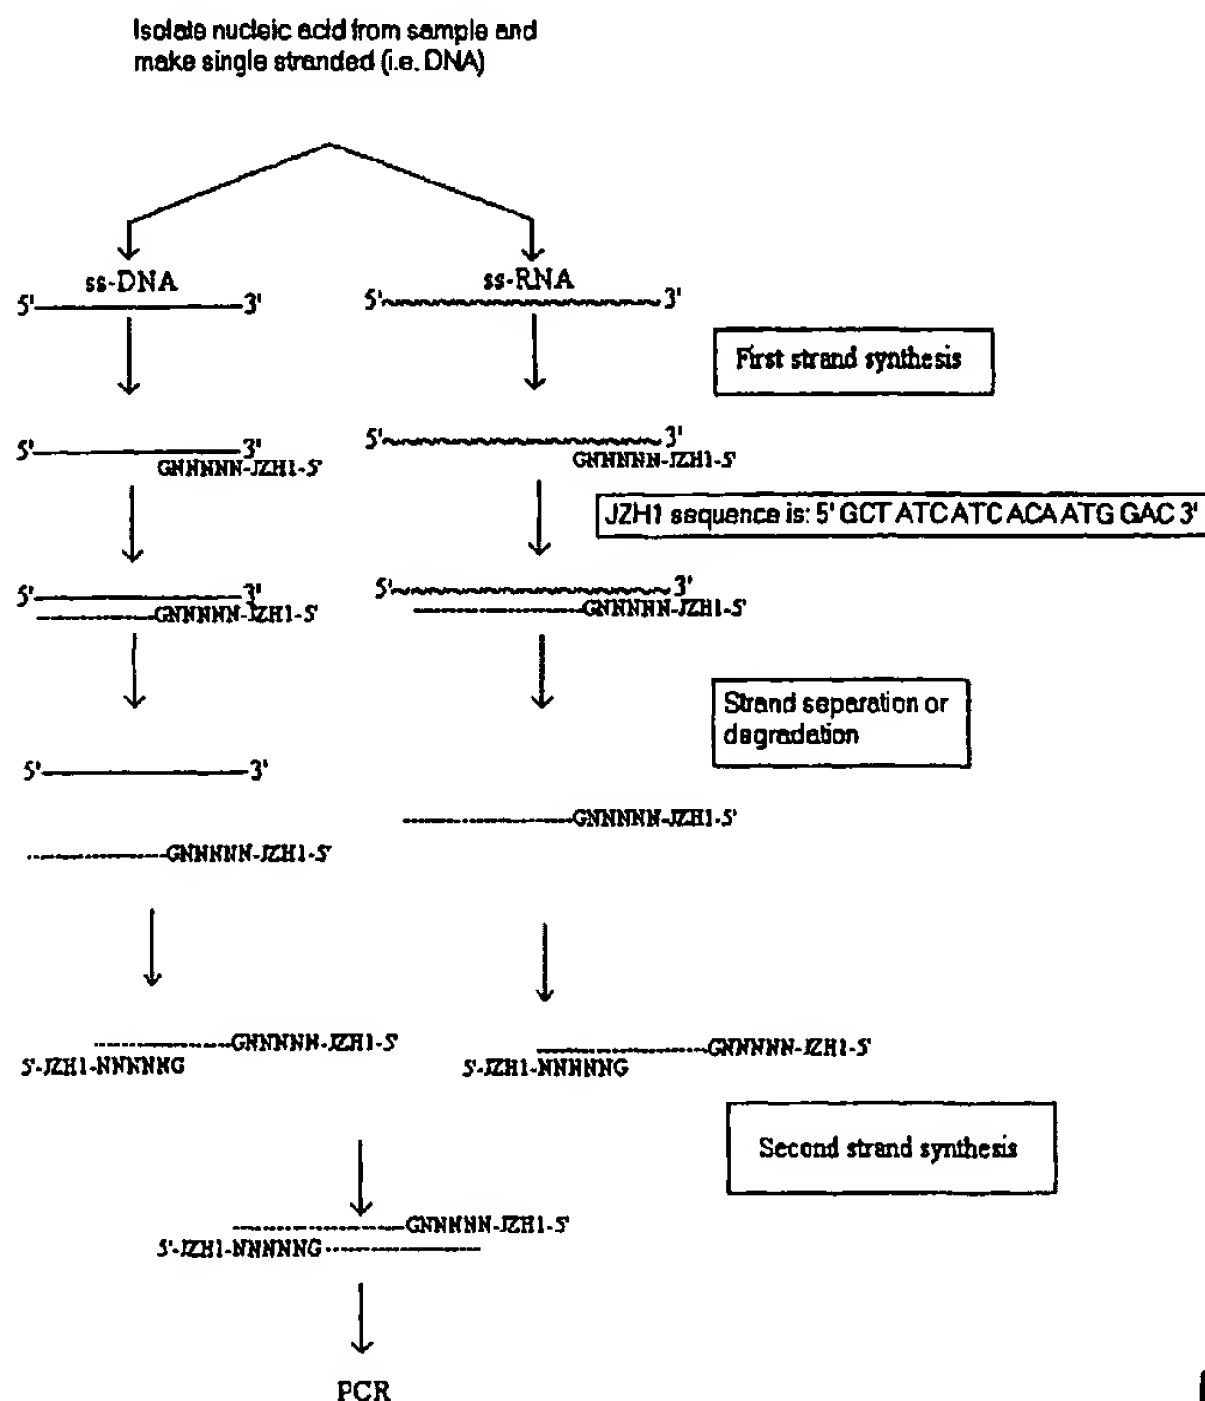 Isolate nucleic acid from sample and
make single stranded (i.e. DNA)
ss-DNA
5' 3'
ss-RNA
5' 3'
First strand synthesis
5' 3'
GNNNNN-JZH1-5'
5' 3'
GNNNNN-JZH1-5'
JZH1 sequence is: 5' GCT ATC ATC ACA ATG GAC 3'
5' 3'
GNNNNN-JZH1-5'
5' 3'
GNNNNN-JZH1-5'
Strand separation or
degradation
5' 3'
GNNNNN-JZH1-5'
GNNNNN-JZH1-5'
GNNNNN-JZH1-5'
5'-JZH1-NNNNNG
GNNNNN-JZH1-5'
5'-JZH1-NNNNNG
Second strand synthesis
GNNNNN-JZH1-5'
5'-JZH1-NNNNNG
PCR